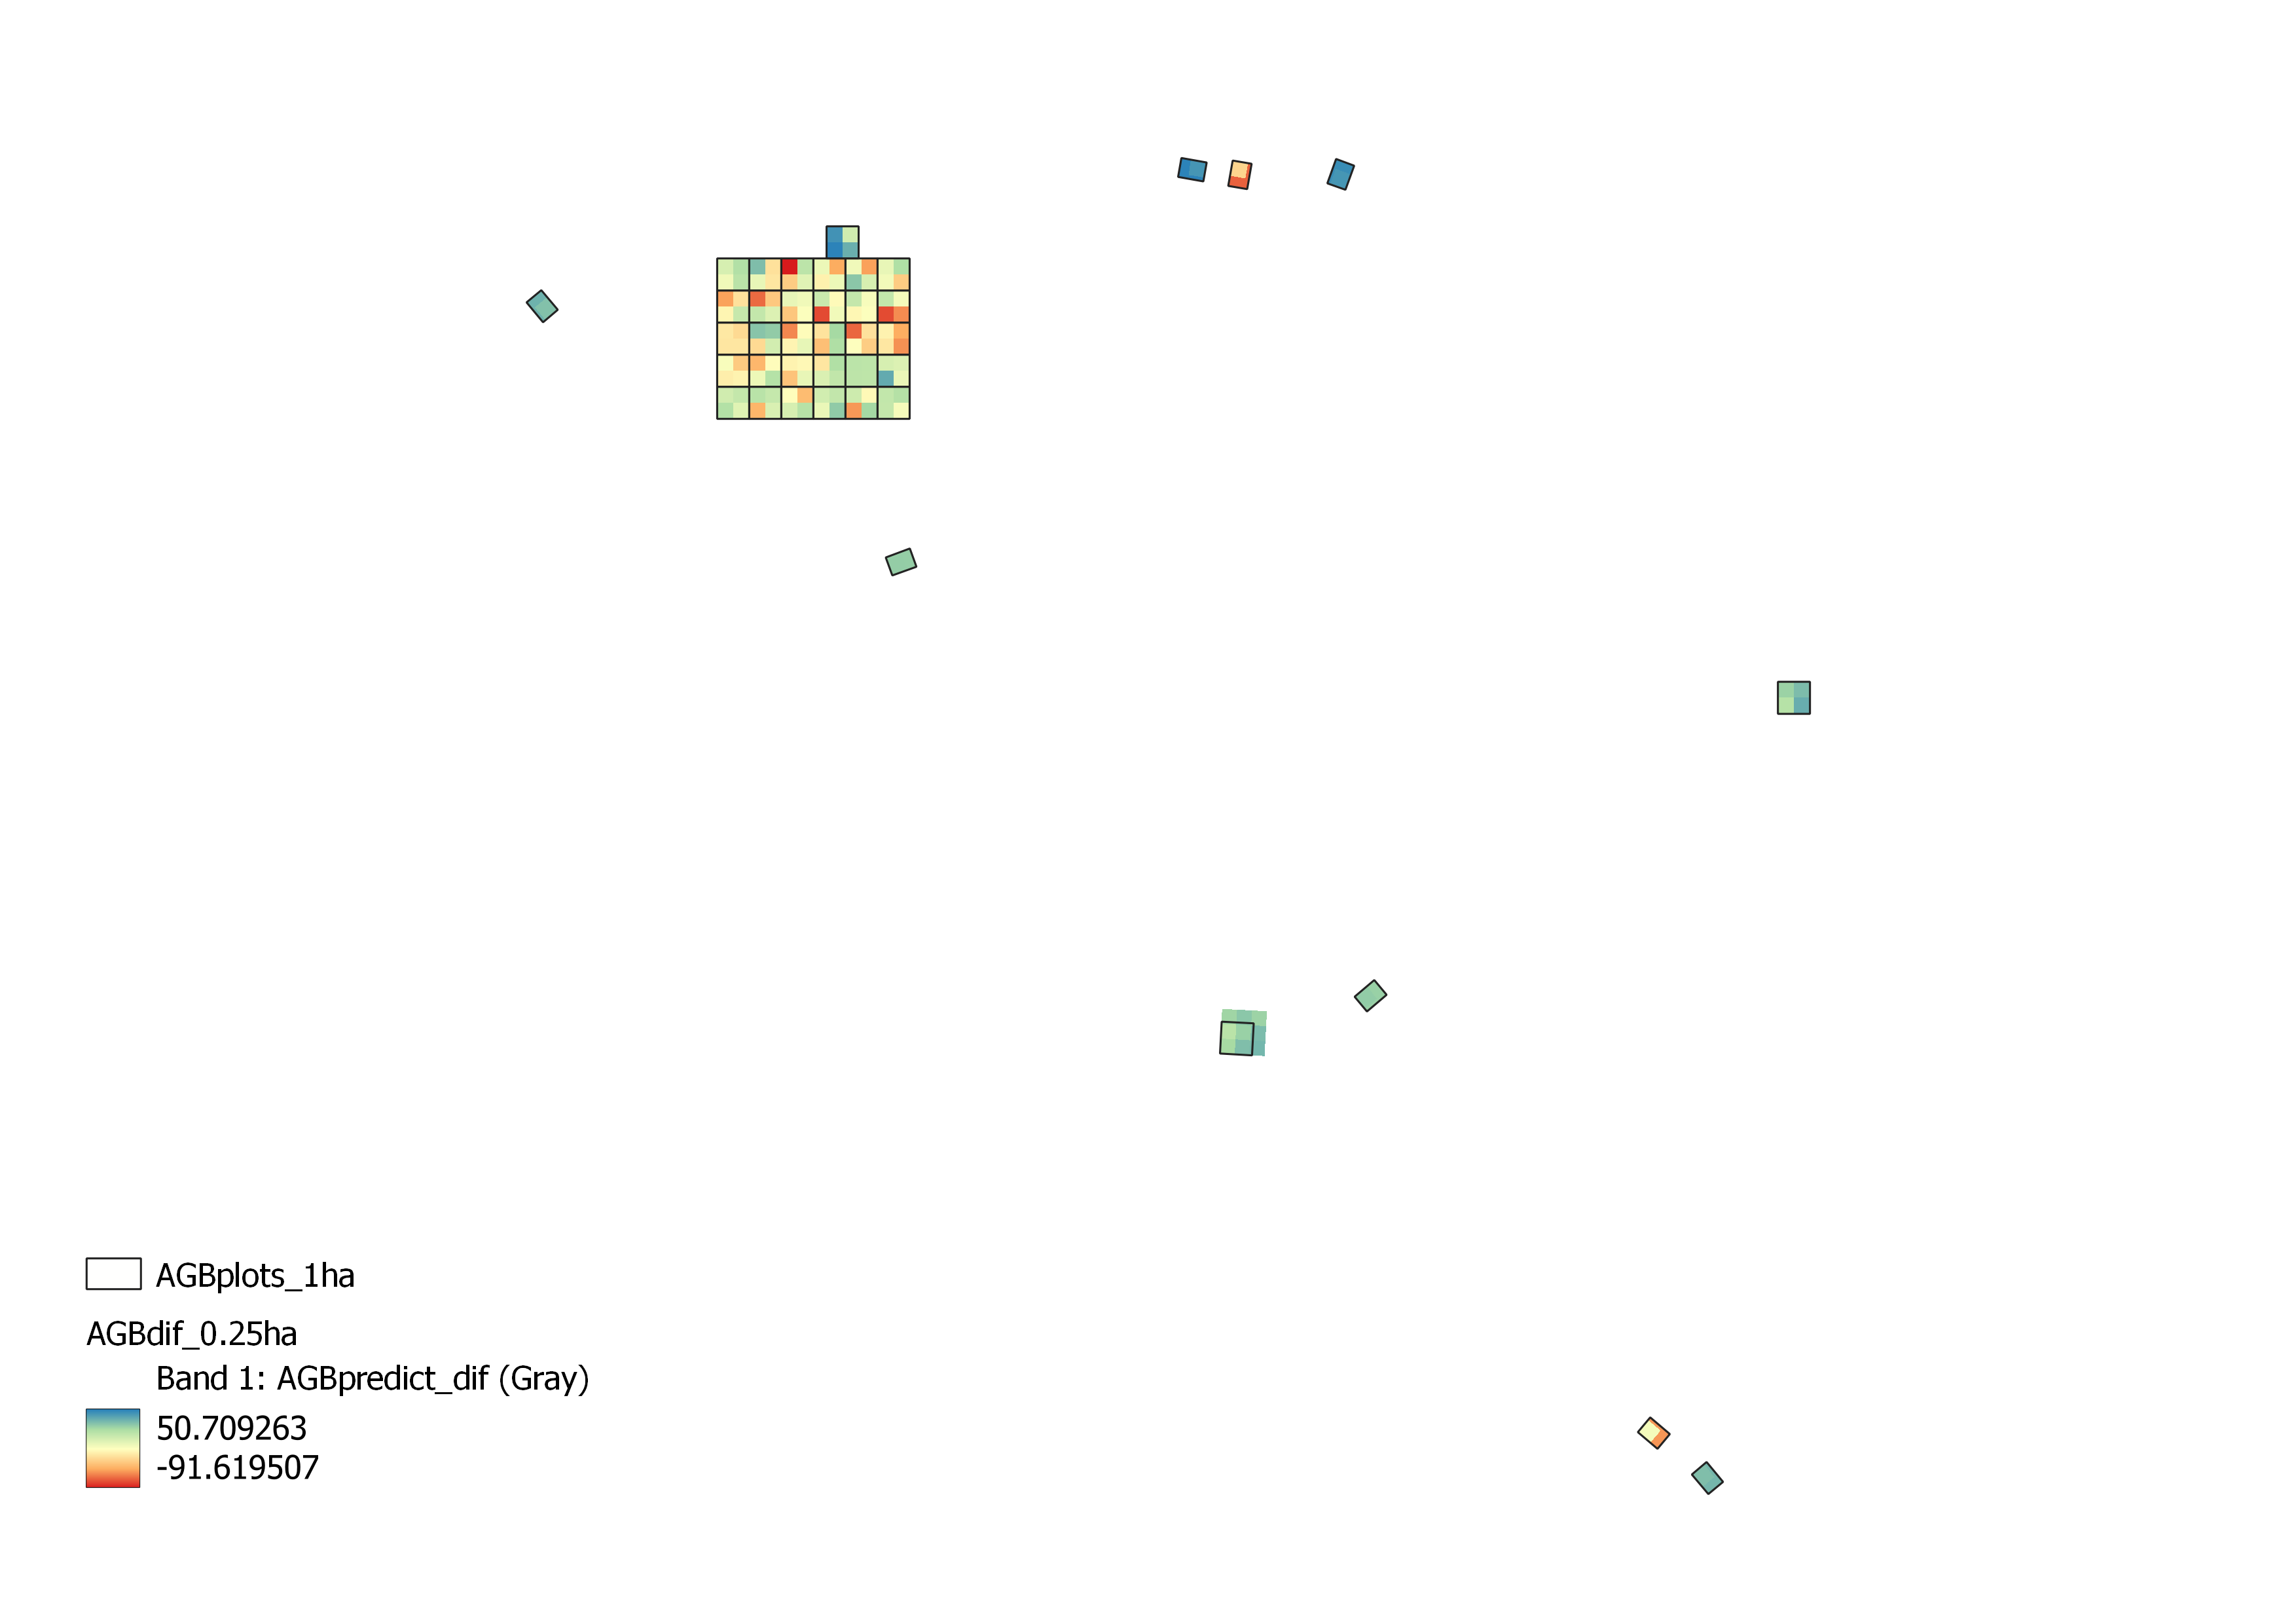 AGBplots_1ha
AGBdif_0.25ha
Band 1: AGBpredict_dif (Gray)
50.709263
-91.619507